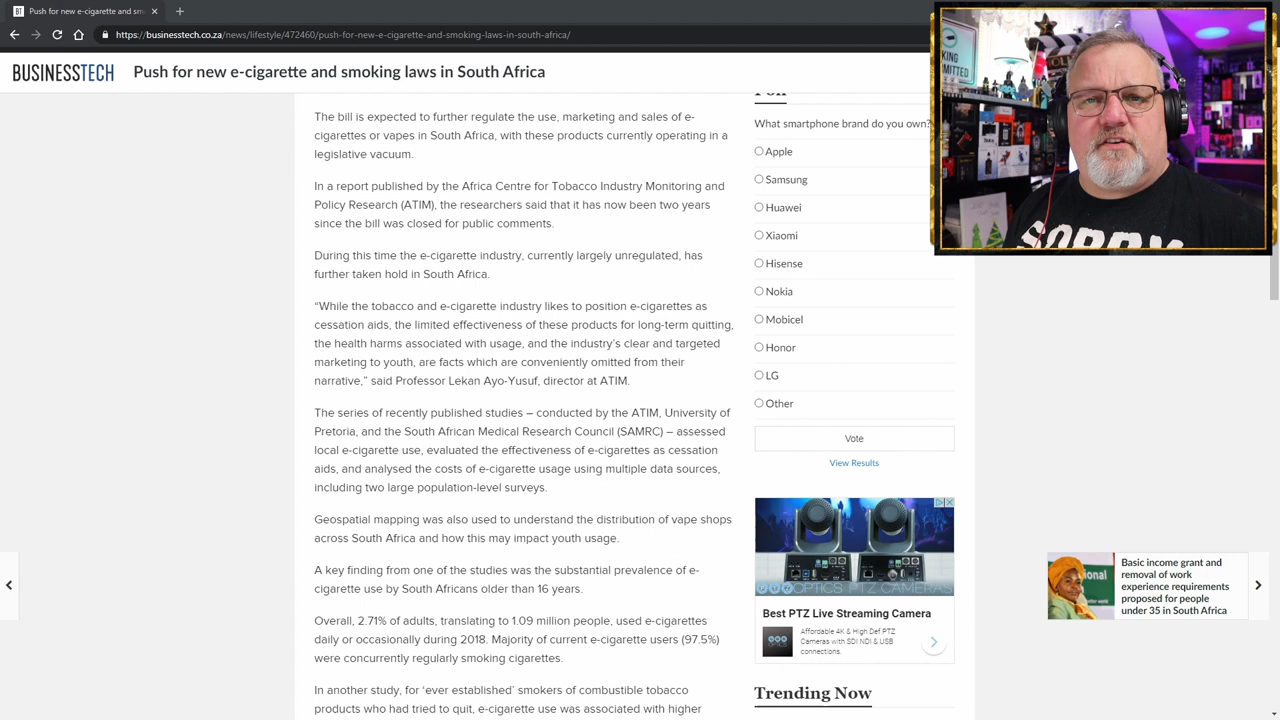 Push for new e-cigarette and sm
https://businesstech.co.za/news/lifestyle/472460/push-for-new-e-cigarette-and-smoking-laws-in-south-africa/
BUSINESSTECH
Push for new e-cigarette and smoking laws in South Africa
The bill is expected to further regulate the use, marketing and sales of e-
cigarettes or vapes in South Africa, with these products currently operating in a
legislative vacuum.
In a report published by the Africa Centre for Tobacco Industry Monitoring and
Policy Research (ATIM), the researchers said that it has now been two years
since the bill was closed for public comments.
During this time the e-cigarette industry, currently largely unregulated, has
further taken hold in South Africa.
“While the tobacco and e-cigarette industry likes to position e-cigarettes as
cessation aids, the limited effectiveness of these products for long-term quitting,
the health harms associated with usage, and the industry’s clear and targeted
marketing to youth, are facts which are conveniently omitted from their
narrative,” said Professor Lekan Ayo-Yusuf, director at ATIM.
The series of recently published studies – conducted by the ATIM, University of
Pretoria, and the South African Medical Research Council (SAMRC) – assessed
local e-cigarette use, evaluated the effectiveness of e-cigarettes as cessation
aids, and analysed the costs of e-cigarette usage using multiple data sources,
including two large population-level surveys.
Geospatial mapping was also used to understand the distribution of vape shops
across South Africa and how this may impact youth usage.
A key finding from one of the studies was the substantial prevalence of e-
cigarette use by South Africans older than 16 years.
Overall, 2.71% of adults, translating to 1.09 million people, used e-cigarettes
daily or occasionally during 2018. Majority of current e-cigarette users (97.5%)
were concurrently regularly smoking cigarettes.
In another study, for ‘ever established’ smokers of combustible tobacco
products who had tried to quit, e-cigarette use was associated with higher
Poll
What smartphone brand do you own?
Apple
Samsung
Huawei
Xiaomi
Hisense
Nokia
Mobicel
Honor
LG
Other
Vote
View Results
OPTICS PTZ CAMERAS
Best PTZ Live Streaming Camera
Affordable 4K & High Def PTZ
Cameras with SDI NDI & USB
connections.
Trending Now
Basic income grant and
removal of work
experience requirements
proposed for people
under 35 in South Africa
SORRY